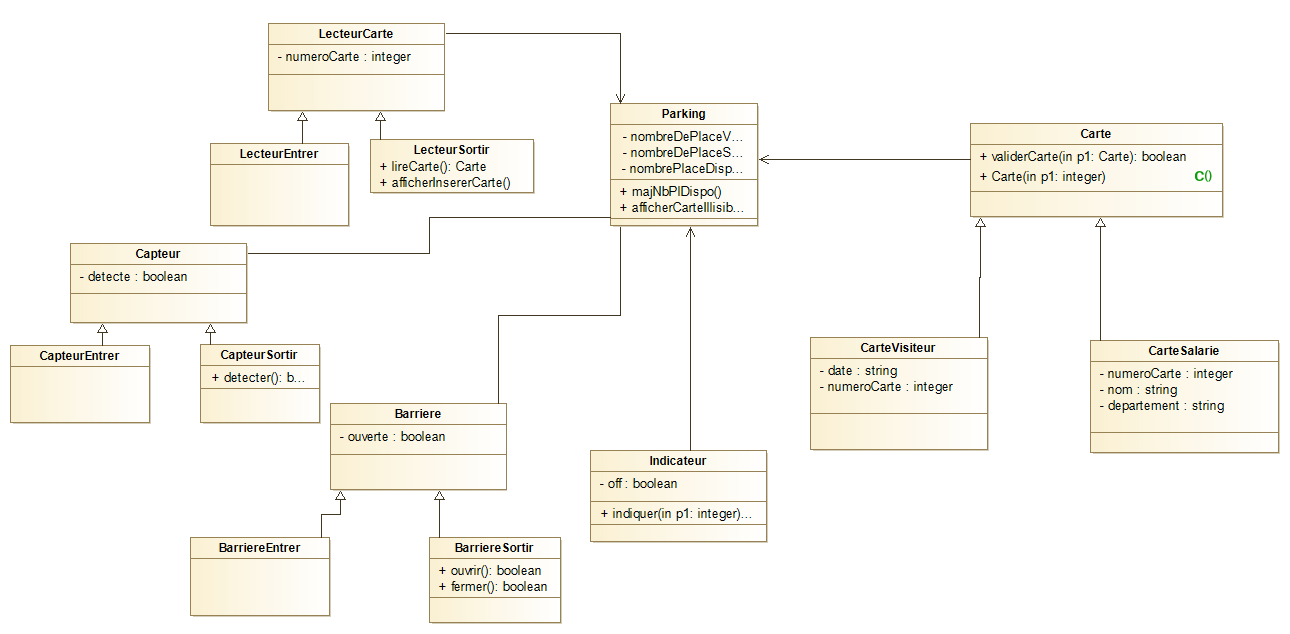 LecteurCarte
- numeroCarte : integer
LecteurEntrer
LecteurSortir
+ lireCarte(): Carte
+ afficherInsererCarte()
Parking
- nombreDePlaceV...
- nombreDePlaceS...
- nombrePlaceDisp...
+ majNbPlDispo()
+ afficherCarteIllisib...
Carte
+ validerCarte(in p1: Carte): boolean
+ Carte(in p1: integer) C()
Capteur
- detecte : boolean
CapteurEntrer
CapteurSortir
+ detecter(): b...
Barriere
- ouverte : boolean
BarriereEntrer
BarriereSortir
+ ouvrir(): boolean
+ fermer(): boolean
Indicateur
- off : boolean
+ indiquer(in p1: integer)...
CarteVisiteur
- date : string
- numeroCarte : integer
CarteSalarie
- numeroCarte : integer
- nom : string
- departement : string